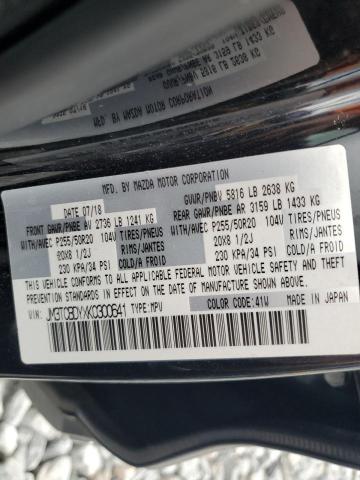 MFD. BY MAZDA MOTOR CORPORATION
DATE 07/18 GVWR/PNBV 5816 LB 2638 KG
FRONT GAWR/PNBE AV 2736 LB 1241 KG REAR GAWR/PNBE AR 3159 LB 1433 KG
WITH/AVEC P255/50R20 104V TIRES/PNEUS WITH/AVEC P255/50R20 104V TIRES/PNEUS
20X8 1/2J RIMS/JANTES 20X8 1/2J RIMS/JANTES
230 KPA/34 PSI COLD/A FROID 230 KPA/34 PSI COLD/A FROID
THIS VEHICLE CONFORMS TO ALL APPLICABLE FEDERAL MOTOR VEHICLE SAFETY AND THEFT
PREVENTION STANDARDS IN EFFECT ON THE DATE OF MANUFACTURE SHOWN ABOVE.
VIN: TYPE: MPV COLOR CODE: 41W MADE IN JAPAN